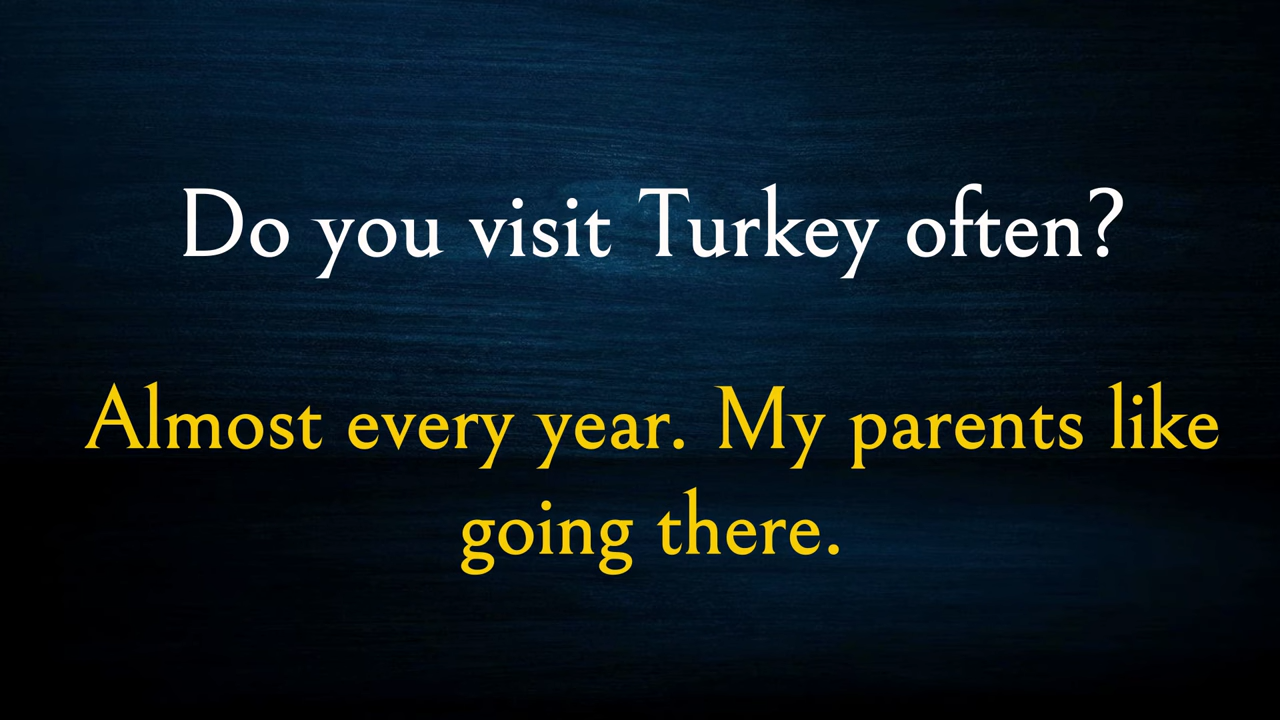 Do you visit Turkey often?
Almost every year. My parents like
going there.